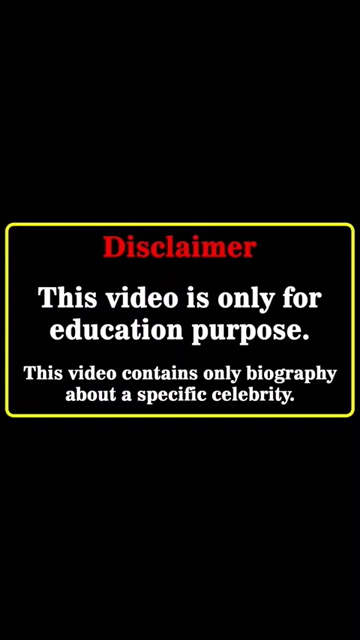 Disclaimer
This video is only for
education purpose.
This video contains only biography
about a specific celebrity.